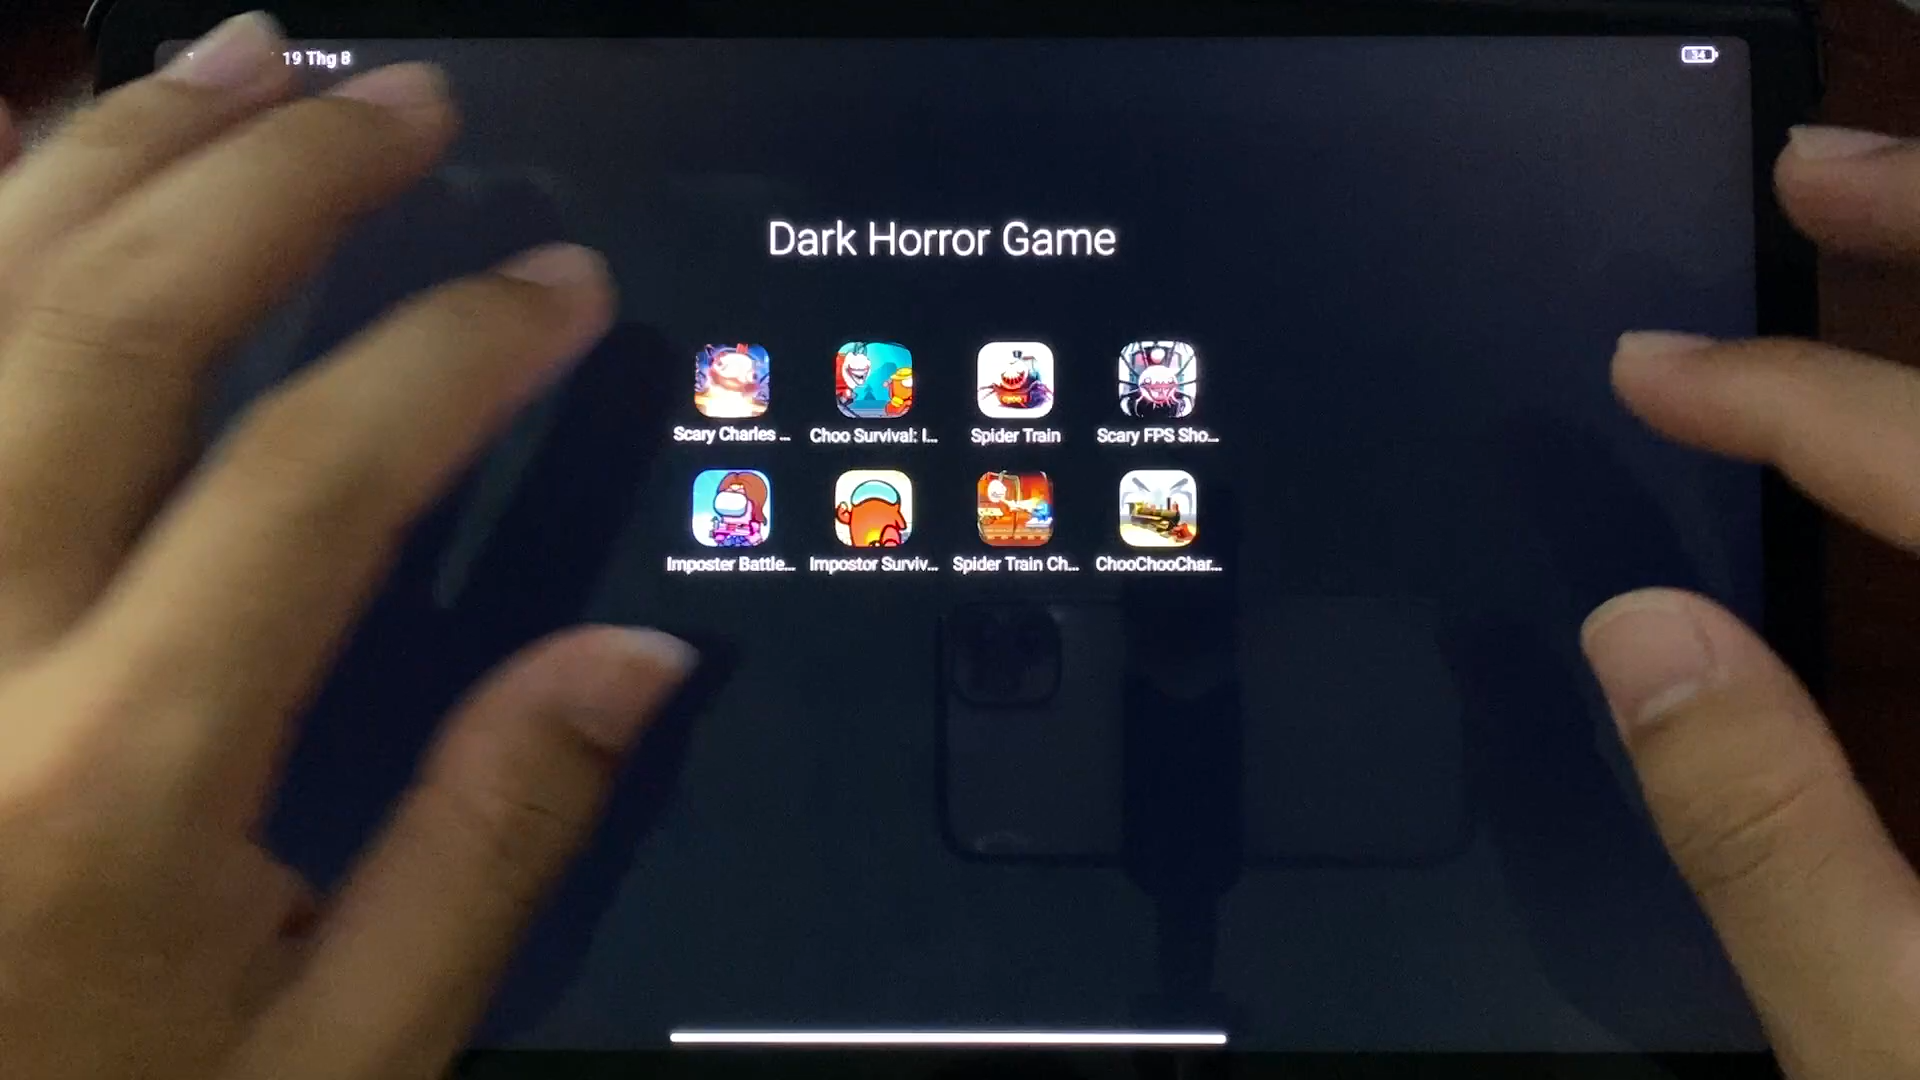 19 Thg 8
34
Dark Horror Game
Scary Charles ...
Choo Survival: I...
Spider Train
Scary FPS Sho...
Imposter Battle...
Impostor Surviv...
Spider Train Ch...
ChooChooChar...